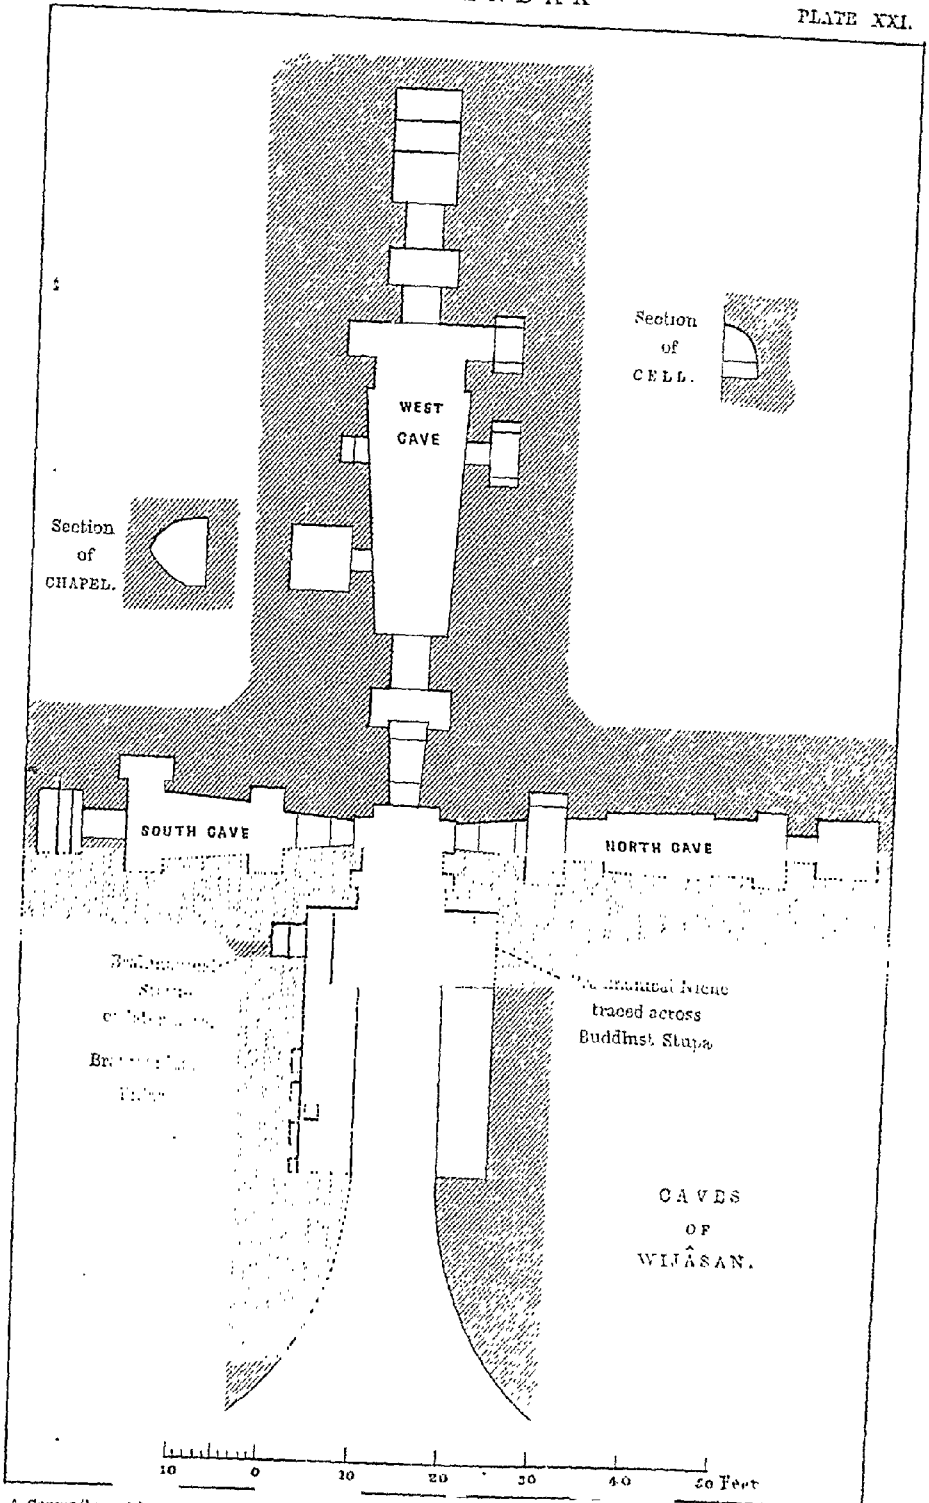 PLATE XXI.
Section
of
CELL.
WEST
CAVE
Section
of
CHAPEL.
SOUTH CAVE
NORTH CAVE
Niche
traced across
Buddhist Stupa
CAVES
OF
WIJÂSAN.
10 0 10 20 30 40 50 Feet